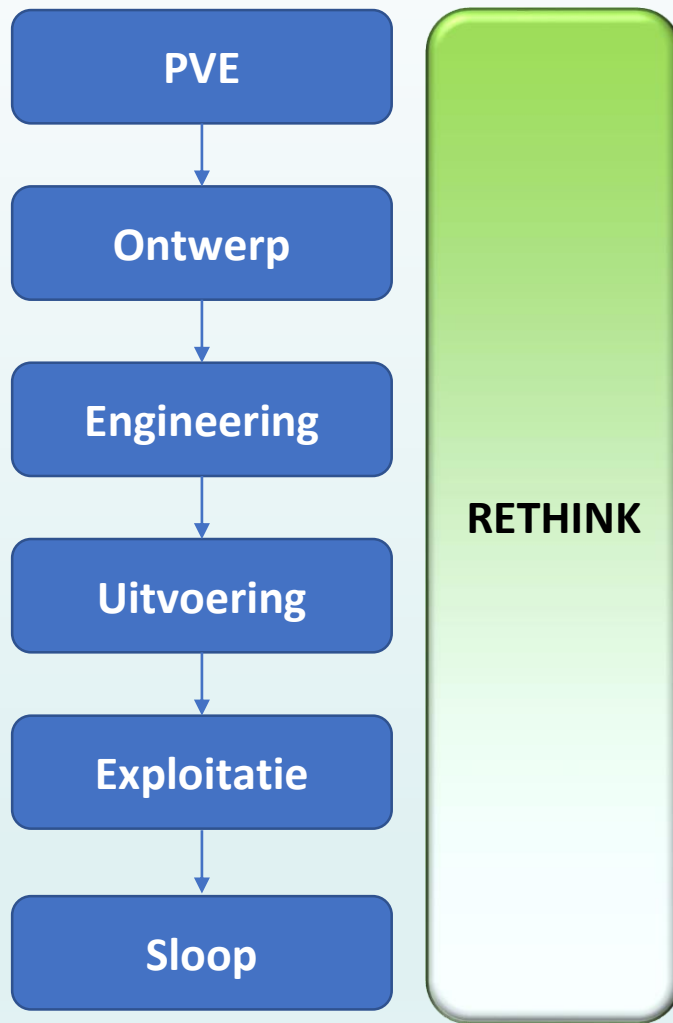 PVE
Ontwerp
Engineering
Uitvoering
Exploitatie
Sloop
RETHINK